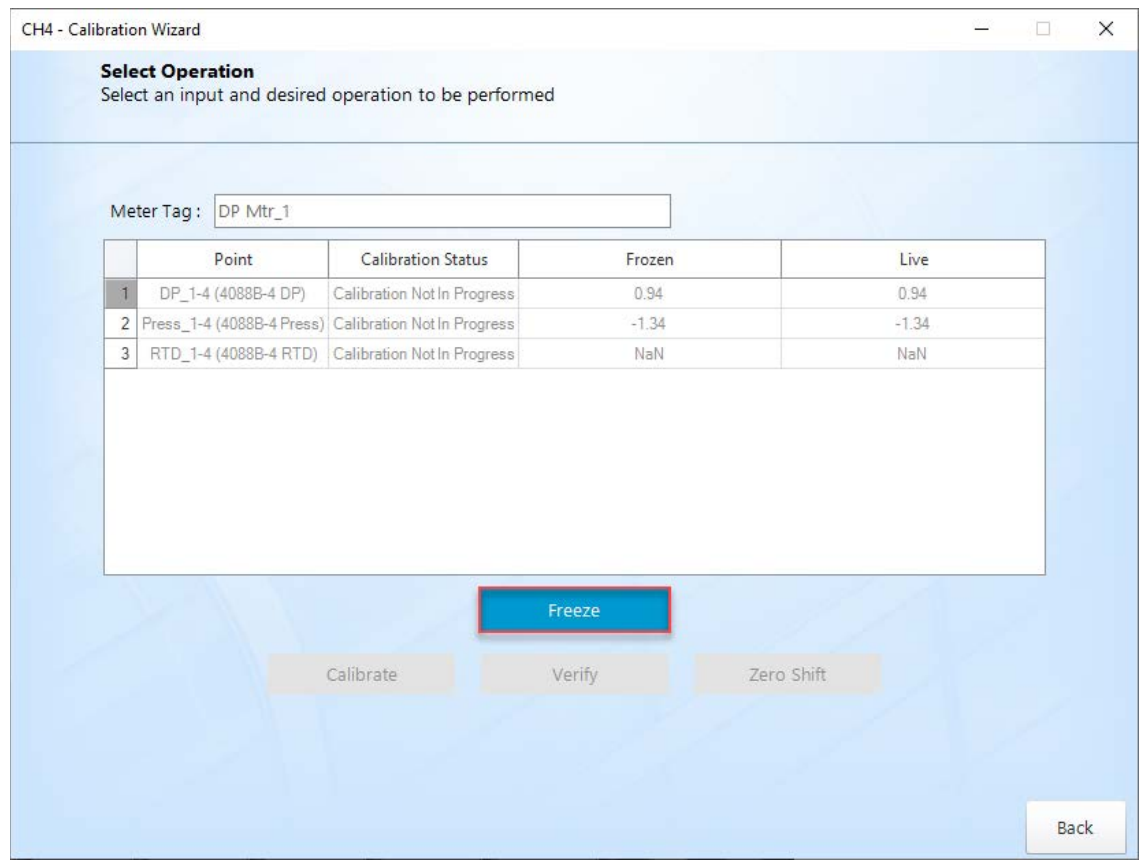 CH4 - Calibration Wizard
Select Operation
Select an input and desired operation to be performed
Meter Tag : DP Mtr_1
Point Calibration Status Frozen Live
1 DP_1-4 (4088B-4 DP) Calibration Not In Progress 0.94 0.94
2 Press_1-4 (4088B-4 Press) Calibration Not In Progress -1.34 -1.34
3 RTD_1-4 (4088B-4 RTD) Calibration Not In Progress NaN NaN
Freeze
Calibrate Verify Zero Shift
Back